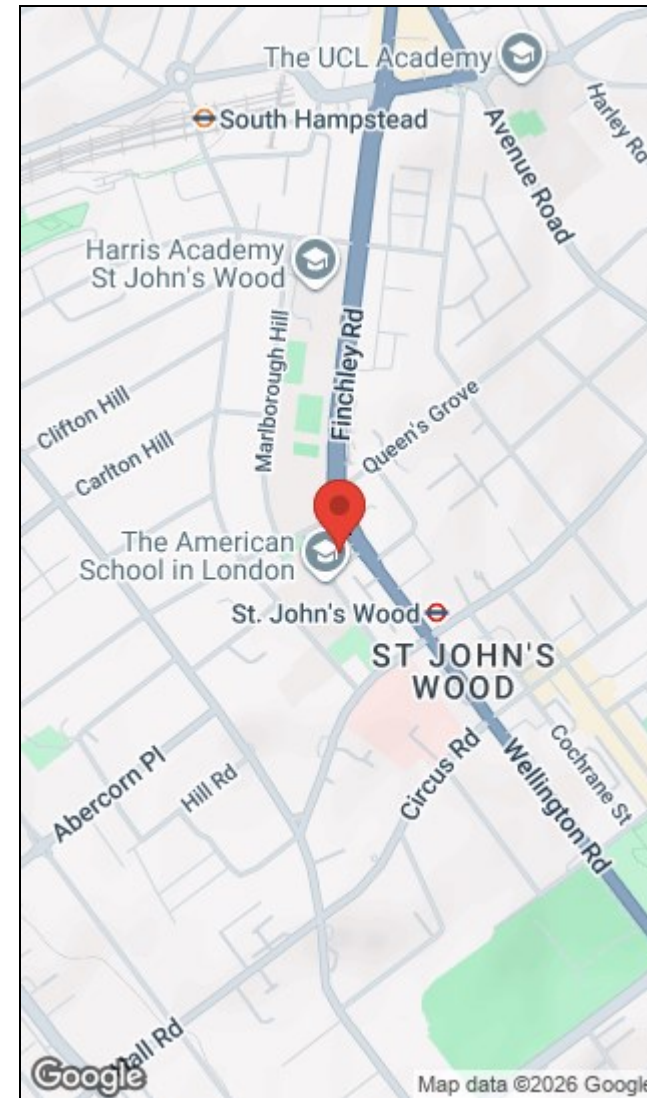 The UCL Academy
Harley Rd
South Hampstead
Avenue Road
Harris Academy
St John's Wood
Marlborough Hill
Finchley Rd
Clifton Hill
Queen's Grove
Carlton Hill
The American
School in London
St. John's Wood
ST JOHN'S
WOOD
Cochrane St
Circus Rd
Wellington Rd
Abercorn Pl
Hill Rd
Hall Rd
Google
Map data ©2026 Google